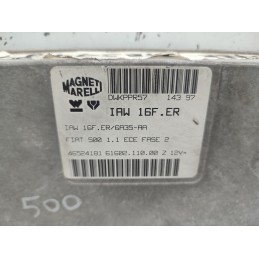 MAGNETI
MARELLI
DWKPPR57 143 97
IAW 16F.ER
IAW 16F.ER/6A35-AA
FIAT 500 1.1 ECE FASE 2
46524191 61600.110.00 Z 12V=
500